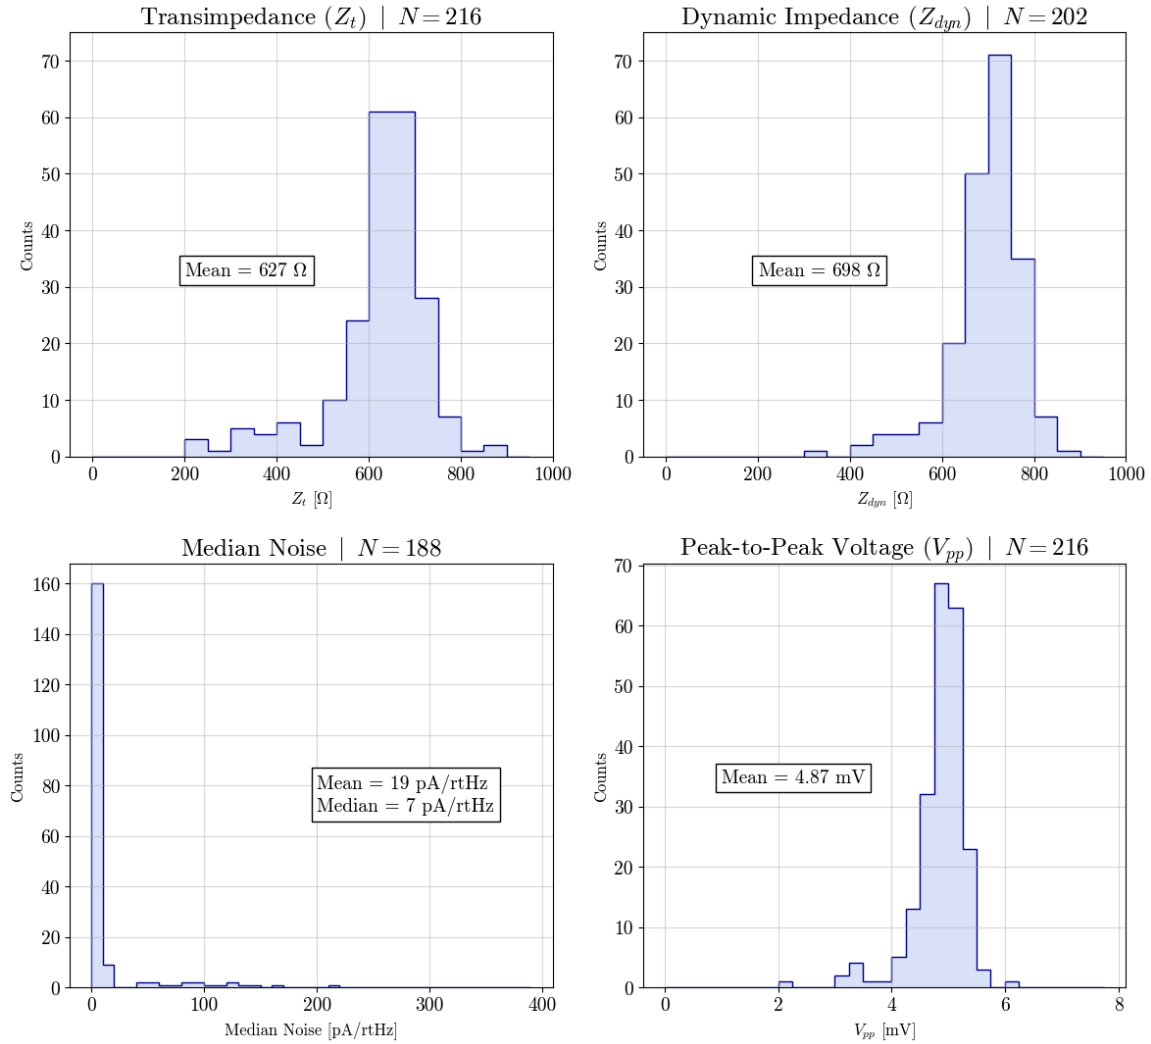 Transimpedance (Z_t) | N = 216
70
60
50
40
30
20
10
0
Counts
Mean = 627 Ω
0 200 400 600 800 1000
Z_t [Ω]
Dynamic Impedance (Z_dyn) | N = 202
70
60
50
40
30
20
10
0
Counts
Mean = 698 Ω
0 200 400 600 800 1000
Z_dyn [Ω]
Median Noise | N = 188
160
140
120
100
80
60
40
20
0
Counts
Mean = 19 pA/rtHz
Median = 7 pA/rtHz
0 100 200 300 400
Median Noise [pA/rtHz]
Peak-to-Peak Voltage (V_pp) | N = 216
70
60
50
40
30
20
10
0
Counts
Mean = 4.87 mV
0 2 4 6 8
V_pp [mV]